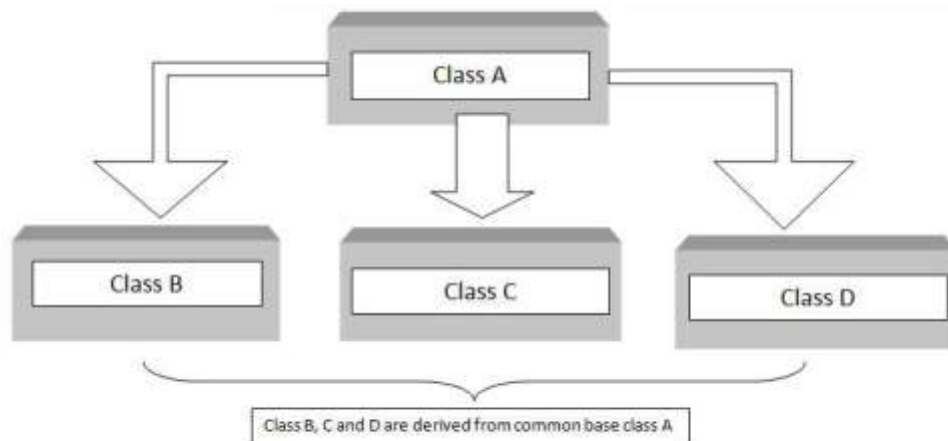 Class A
Class B
Class C
Class D
Class B, C and D are derived from common base class A